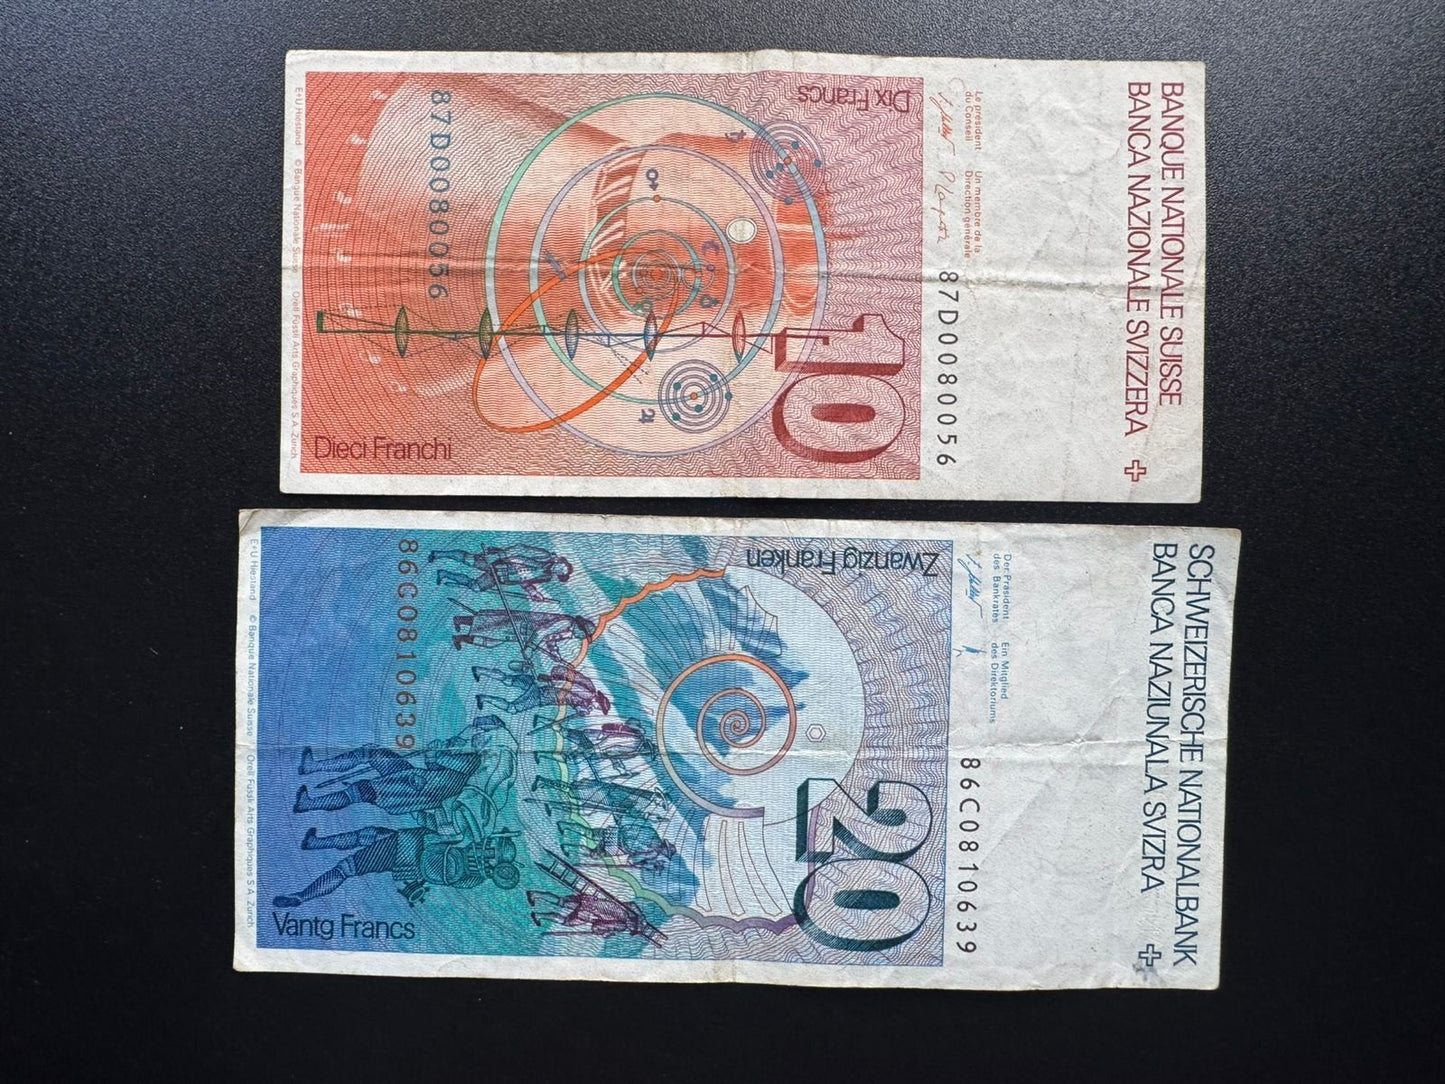 BANQUE NATIONALE SUISSE
BANCA NAZIONALE SVIZZERA
Le président
du Conseil
Un membre de la
Direction générale
87D0080056
Dix Francs
10
87D0080056
Dieci Franchi
E+U Hiestand © Banque Nationale Suisse Orell Füssli Arts Graphiques S.A. Zurich
SCHWEIZERISCHE NATIONALBANK
BANCA NAZIUNALA SVIZRA
Der Präsident
des Bankrates
Ein Mitglied
des Direktoriums
86C0810639
Zwanzig Franken
20
86C0810639
Vantg Francs
E+U Hiestand © Banque Nationale Suisse Orell Füssli Arts Graphiques S.A. Zurich